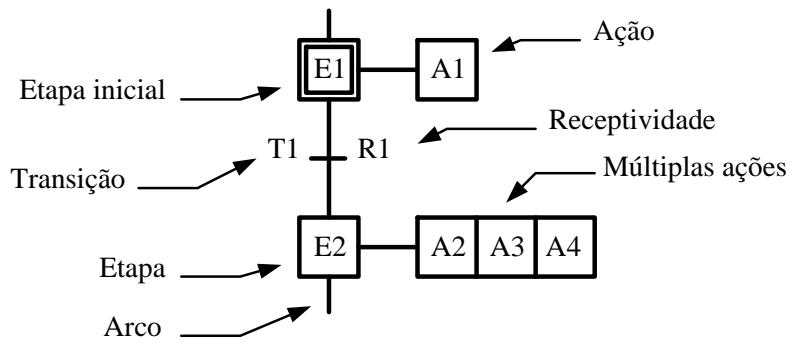 Ação
E1 A1
Etapa inicial
Receptividade
T1 R1
Múltiplas ações
Transição
E2 A2 A3 A4
Etapa
Arco